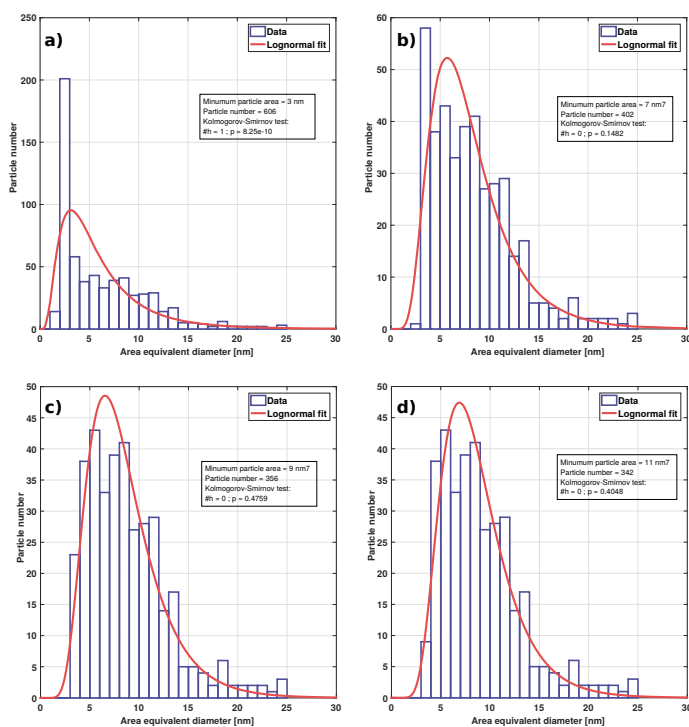 a)
Data
Lognormal fit
Minumum particle area = 3 nm
Particle number = 606
Kolmogorov-Smirnov test:
#h = 1 ; p = 8.25e-10
Particle number
250
200
150
100
50
0
0 5 10 15 20 25 30
Area equivalent diameter [nm]
b)
Data
Lognormal fit
Minumum particle area = 7 nm7
Particle number = 402
Kolmogorov-Smirnov test:
#h = 0 ; p = 0.1482
Particle number
60
50
40
30
20
10
0
0 5 10 15 20 25 30
Area equivalent diameter [nm]
c)
Data
Lognormal fit
Minumum particle area = 9 nm7
Particle number = 356
Kolmogorov-Smirnov test:
#h = 0 ; p = 0.4759
Particle number
50
45
40
35
30
25
20
15
10
5
0
0 5 10 15 20 25 30
Area equivalent diameter [nm]
d)
Data
Lognormal fit
Minumum particle area = 11 nm7
Particle number = 342
Kolmogorov-Smirnov test:
#h = 0 ; p = 0.4048
Particle number
50
45
40
35
30
25
20
15
10
5
0
0 5 10 15 20 25 30
Area equivalent diameter [nm]